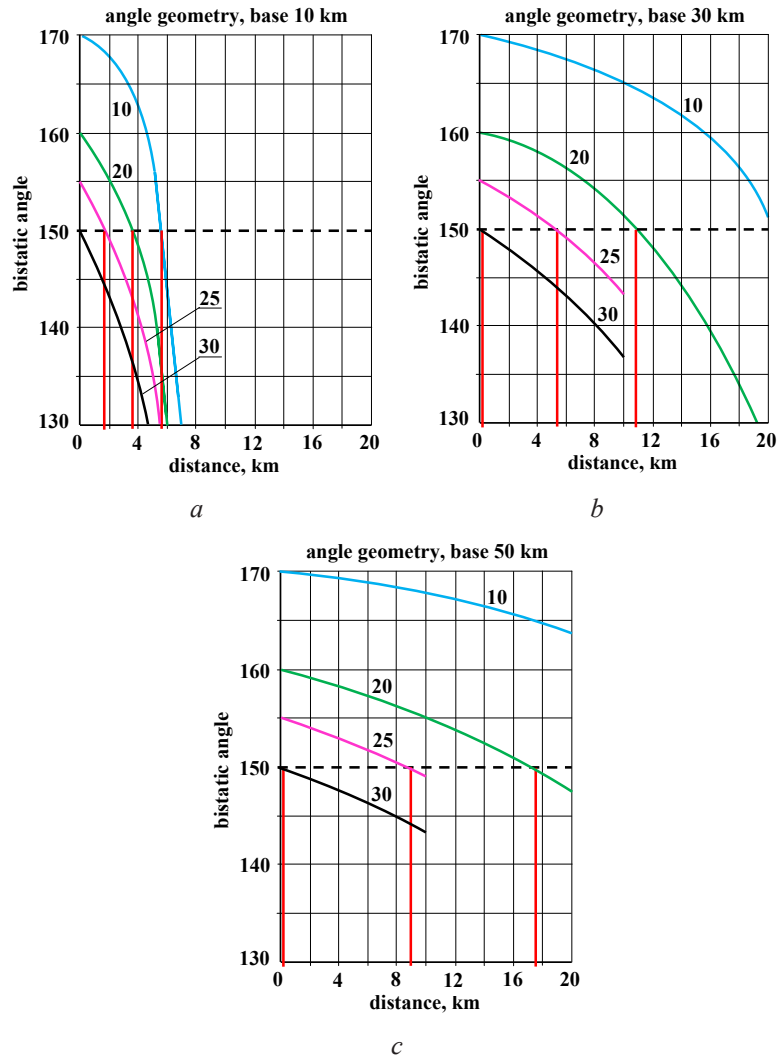 angle geometry, base 10 km
170
160
150
140
130
bistatic angle
10
20
25
30
0 4 8 12 16 20
distance, km
a
angle geometry, base 30 km
170
160
150
140
130
bistatic angle
10
20
25
30
0 4 8 12 16 20
distance, km
b
angle geometry, base 50 km
170
160
150
140
130
bistatic angle
10
20
25
30
0 4 8 12 16 20
distance, km
c